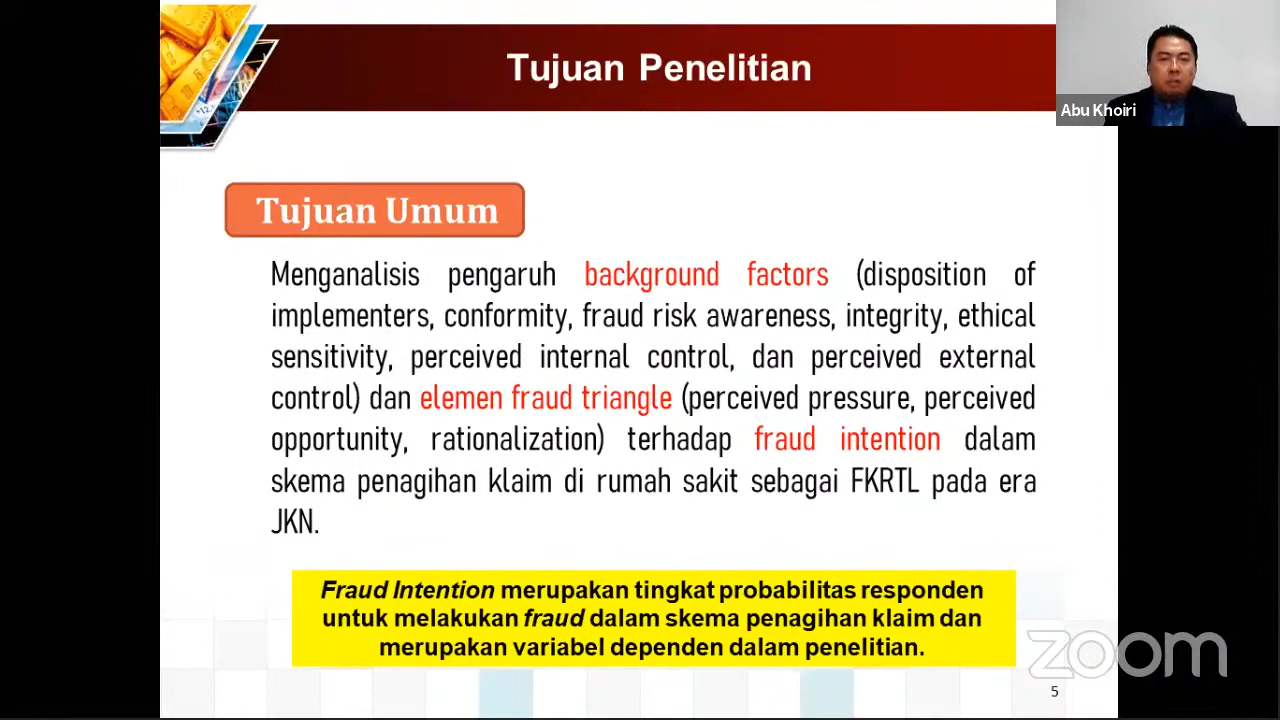 Tujuan Penelitian
Abu Khoiri
Tujuan Umum
Menganalisis pengaruh background factors (disposition of
implementers, conformity, fraud risk awareness, integrity, ethical
sensitivity, perceived internal control, dan perceived external
control) dan elemen fraud triangle (perceived pressure, perceived
opportunity, rationalization) terhadap fraud intention dalam
skema penagihan klaim di rumah sakit sebagai FKRTL pada era
JKN.
Fraud Intention merupakan tingkat probabilitas responden
untuk melakukan fraud dalam skema penagihan klaim dan
merupakan variabel dependen dalam penelitian.
zoom
5